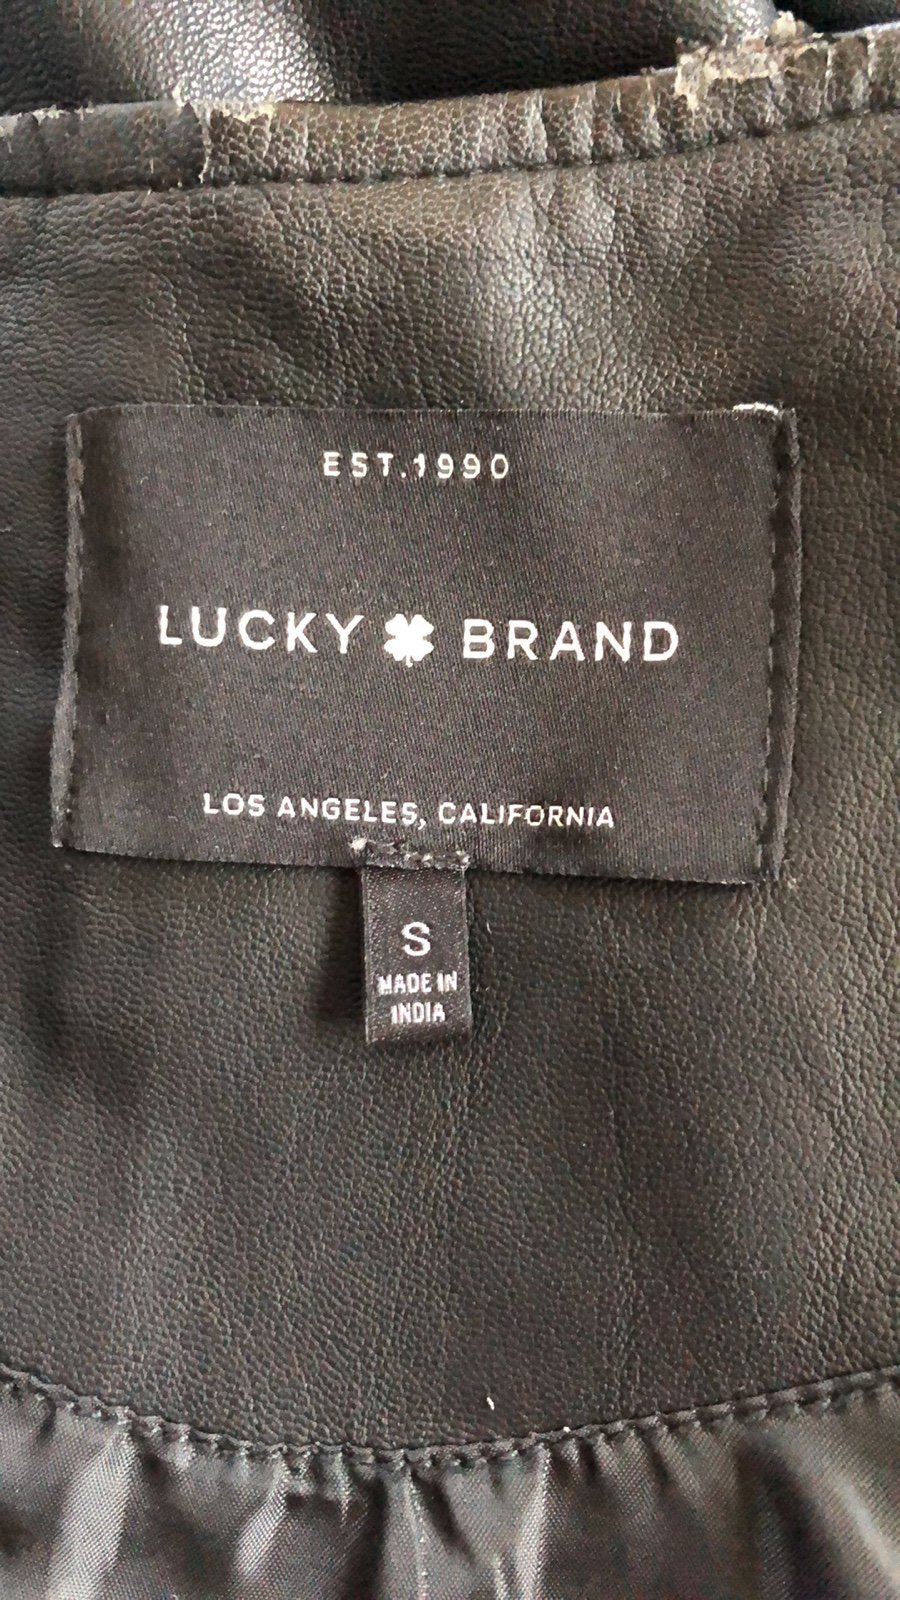 EST.1990
LUCKY BRAND
LOS ANGELES, CALIFORNIA
S
MADE IN
INDIA